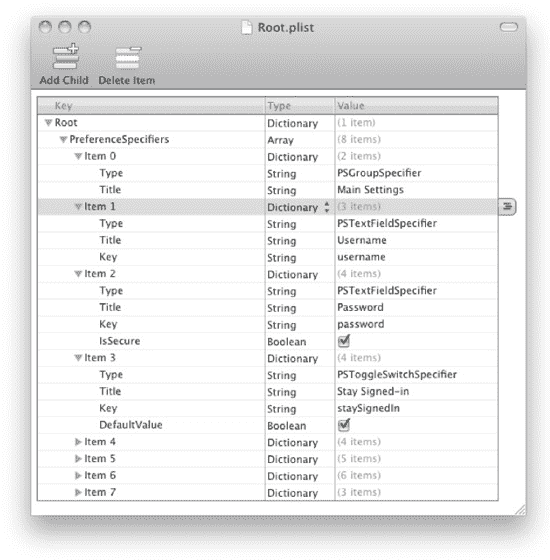 Root.plist
Add Child Delete Item
Key Type Value
Root Dictionary (1 item)
PreferenceSpecifiers Array (8 items)
Item 0 Dictionary (2 items)
Type String PSGroupSpecifier
Title String Main Settings
Item 1 Dictionary (3 items)
Type String PSTextFieldSpecifier
Title String Username
Key String username
Item 2 Dictionary (4 items)
Type String PSTextFieldSpecifier
Title String Password
Key String password
IsSecure Boolean
Item 3 Dictionary (4 items)
Type String PSToggleSwitchSpecifier
Title String Stay Signed-in
Key String staySignedIn
DefaultValue Boolean
Item 4 Dictionary (4 items)
Item 5 Dictionary (5 items)
Item 6 Dictionary (6 items)
Item 7 Dictionary (3 items)